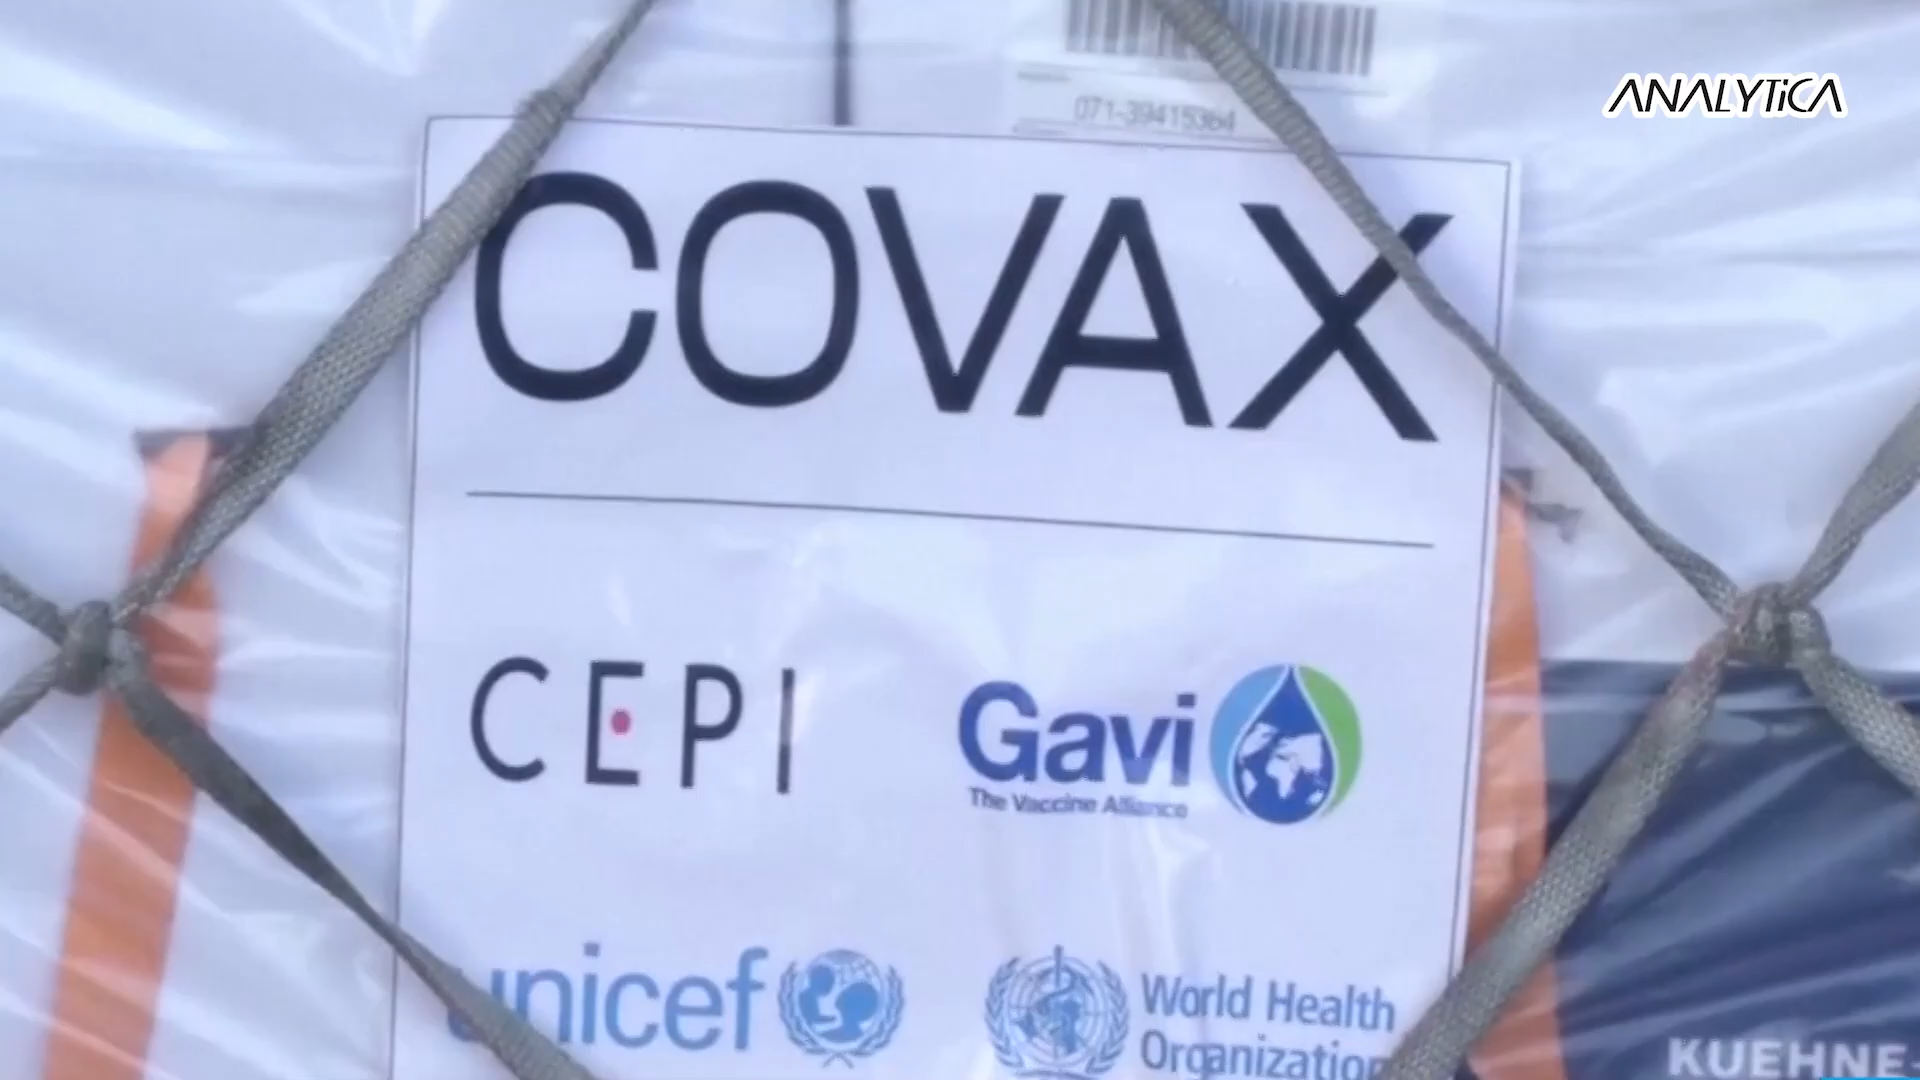 ANALYTiCA
071-39415364
COVAX
CEPI
Gavi
The Vaccine Alliance
unicef
World Health
Organization
KUEHNE